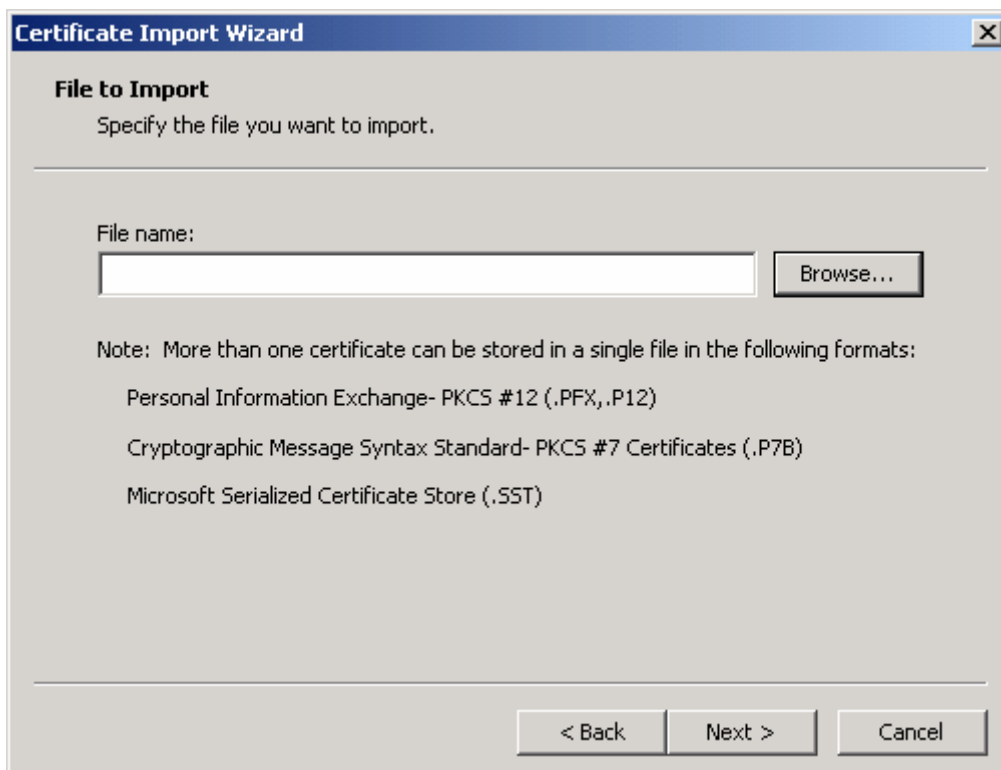 Certificate Import Wizard
File to Import
Specify the file you want to import.
File name:
Browse...
Note:  More than one certificate can be stored in a single file in the following formats:
Personal Information Exchange- PKCS #12 (.PFX,.P12)
Cryptographic Message Syntax Standard- PKCS #7 Certificates (.P7B)
Microsoft Serialized Certificate Store (.SST)
< Back Next > Cancel